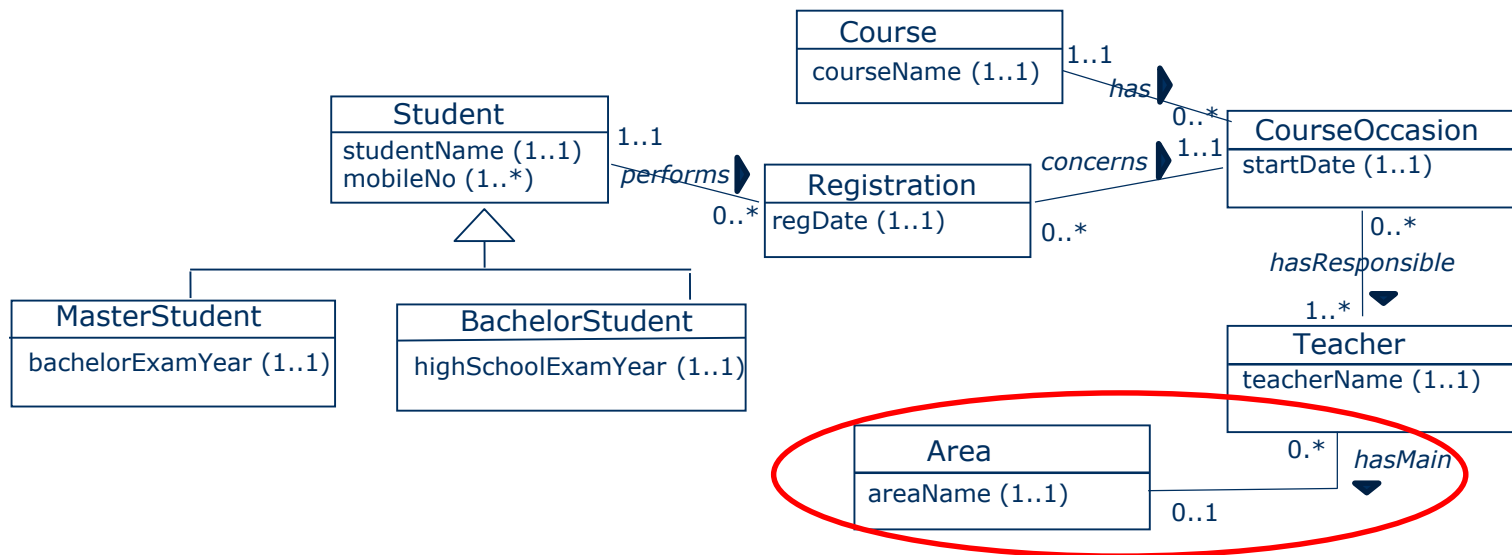 Course
courseName (1..1)
1..1
has
0..*
Student
studentName (1..1)
mobileNo (1..*)
1..1
performs
0..*
Registration
regDate (1..1)
concerns
1..1
0..*
CourseOccasion
startDate (1..1)
0..*
hasResponsible
1..*
MasterStudent
bachelorExamYear (1..1)
BachelorStudent
highSchoolExamYear (1..1)
Teacher
teacherName (1..1)
0.*
hasMain
Area
areaName (1..1)
0..1